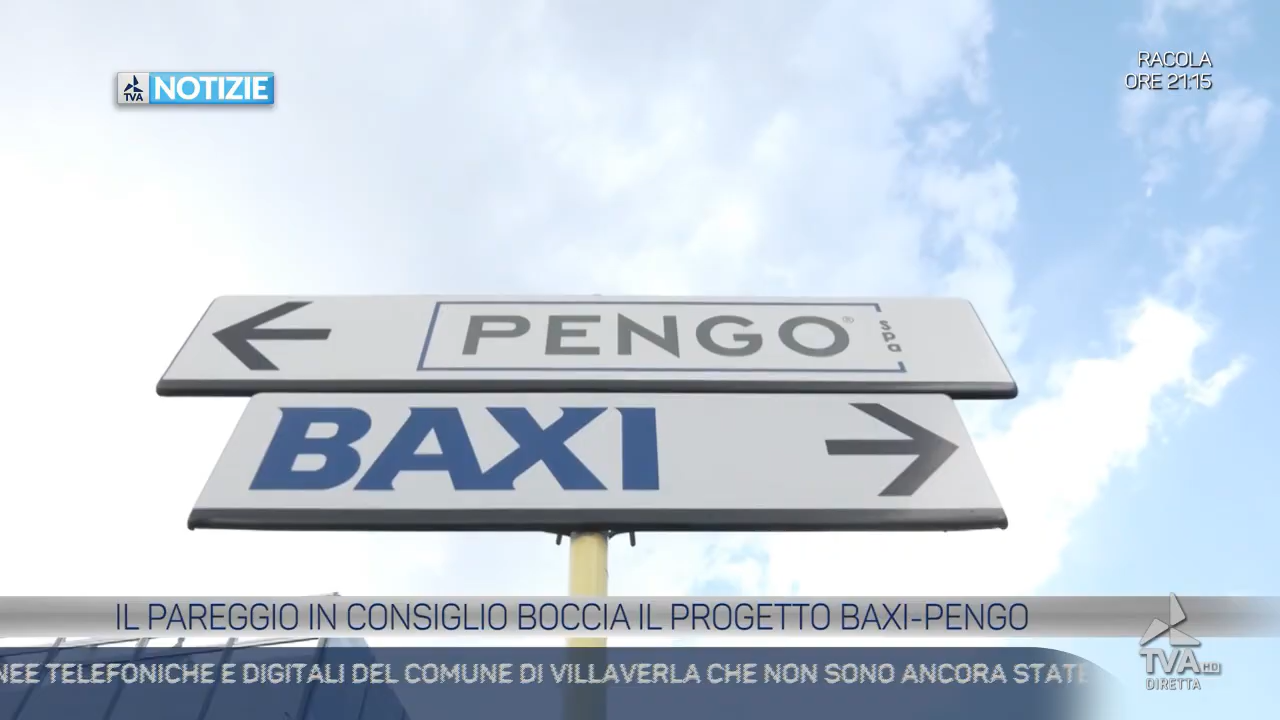 TVA NOTIZIE
RACOLA
ORE 21:15
PENGO® spa
BAXI
IL PAREGGIO IN CONSIGLIO BOCCIA IL PROGETTO BAXI-PENGO
NEE TELEFONICHE E DIGITALI DEL COMUNE DI VILLAVERLA CHE NON SONO ANCORA STATE
TVA HD
DIRETTA